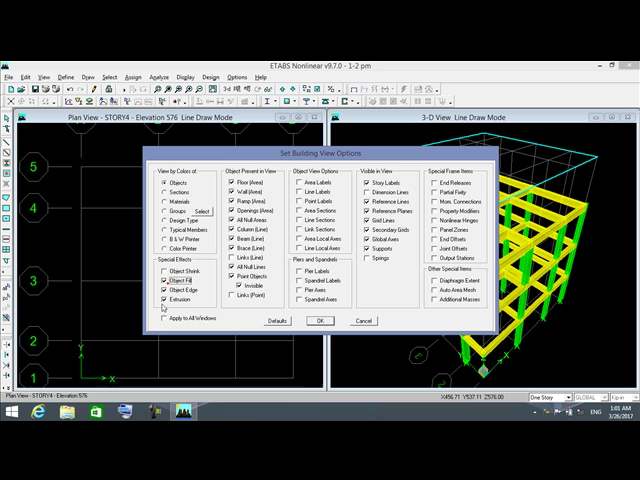 ETABS Nonlinear v9.7.0 - 1-2 pm
File Edit View Define Draw Select Assign Analyze Display Design Options Help
Plan View - STORY4 - Elevation 576 Line Draw Mode
3-D View Line Draw Mode
Set Building View Options
View by Colors of:
Objects
Sections
Materials
Groups Select
Design Type
Typical Members
B & W Printer
Color Printer
Special Effects
Object Shrink
Object Fill
Object Edge
Extrusion
Apply to All Windows
Object Present in View
Floor (Area)
Wall (Area)
Ramp (Area)
Openings (Area)
All Null Areas
Column (Line)
Beam (Line)
Brace (Line)
Links (Line)
All Null Lines
Point Objects
Invisible
Links (Point)
Object View Options
Area Labels
Line Labels
Point Labels
Area Sections
Line Sections
Link Sections
Area Local Axes
Line Local Axes
Piers and Spandrels
Pier Labels
Spandrel Labels
Pier Axes
Spandrel Axes
Visible in View
Story Labels
Dimension Lines
Reference Lines
Reference Planes
Grid Lines
Secondary Grids
Global Axes
Supports
Springs
Special Frame Items
End Releases
Partial Fixity
Mom. Connections
Property Modifiers
Nonlinear Hinges
Panel Zones
End Offsets
Joint Offsets
Output Stations
Other Special Items
Diaphragm Extent
Auto Area Mesh
Additional Masses
Defaults OK Cancel
5
4
3
2
1
Y
X
Plan View - STORY4 - Elevation 576
X456.71 Y537.11 Z576.00
One Story
GLOBAL
Kip-in
ENG
1:01 AM
3/26/2017